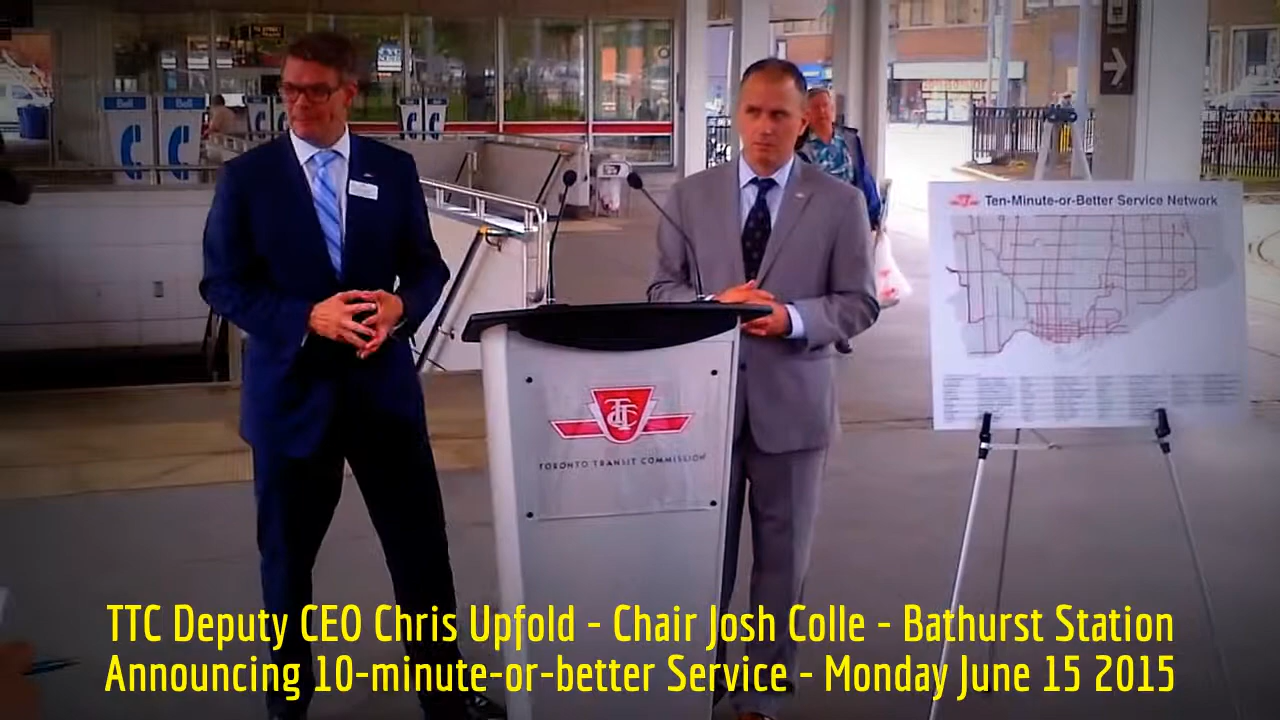 Bell
Bell
Ten-Minute-or-Better Service Network
TTC
TORONTO TRANSIT COMMISSION
TTC Deputy CEO Chris Upfold - Chair Josh Colle - Bathurst Station
Announcing 10-minute-or-better Service - Monday June 15 2015